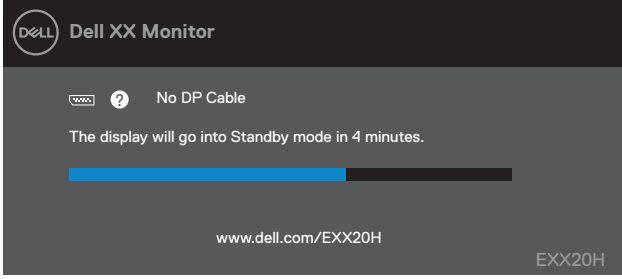 DELL
Dell XX Monitor
? No DP Cable
The display will go into Standby mode in 4 minutes.
www.dell.com/EXX20H
EXX20H